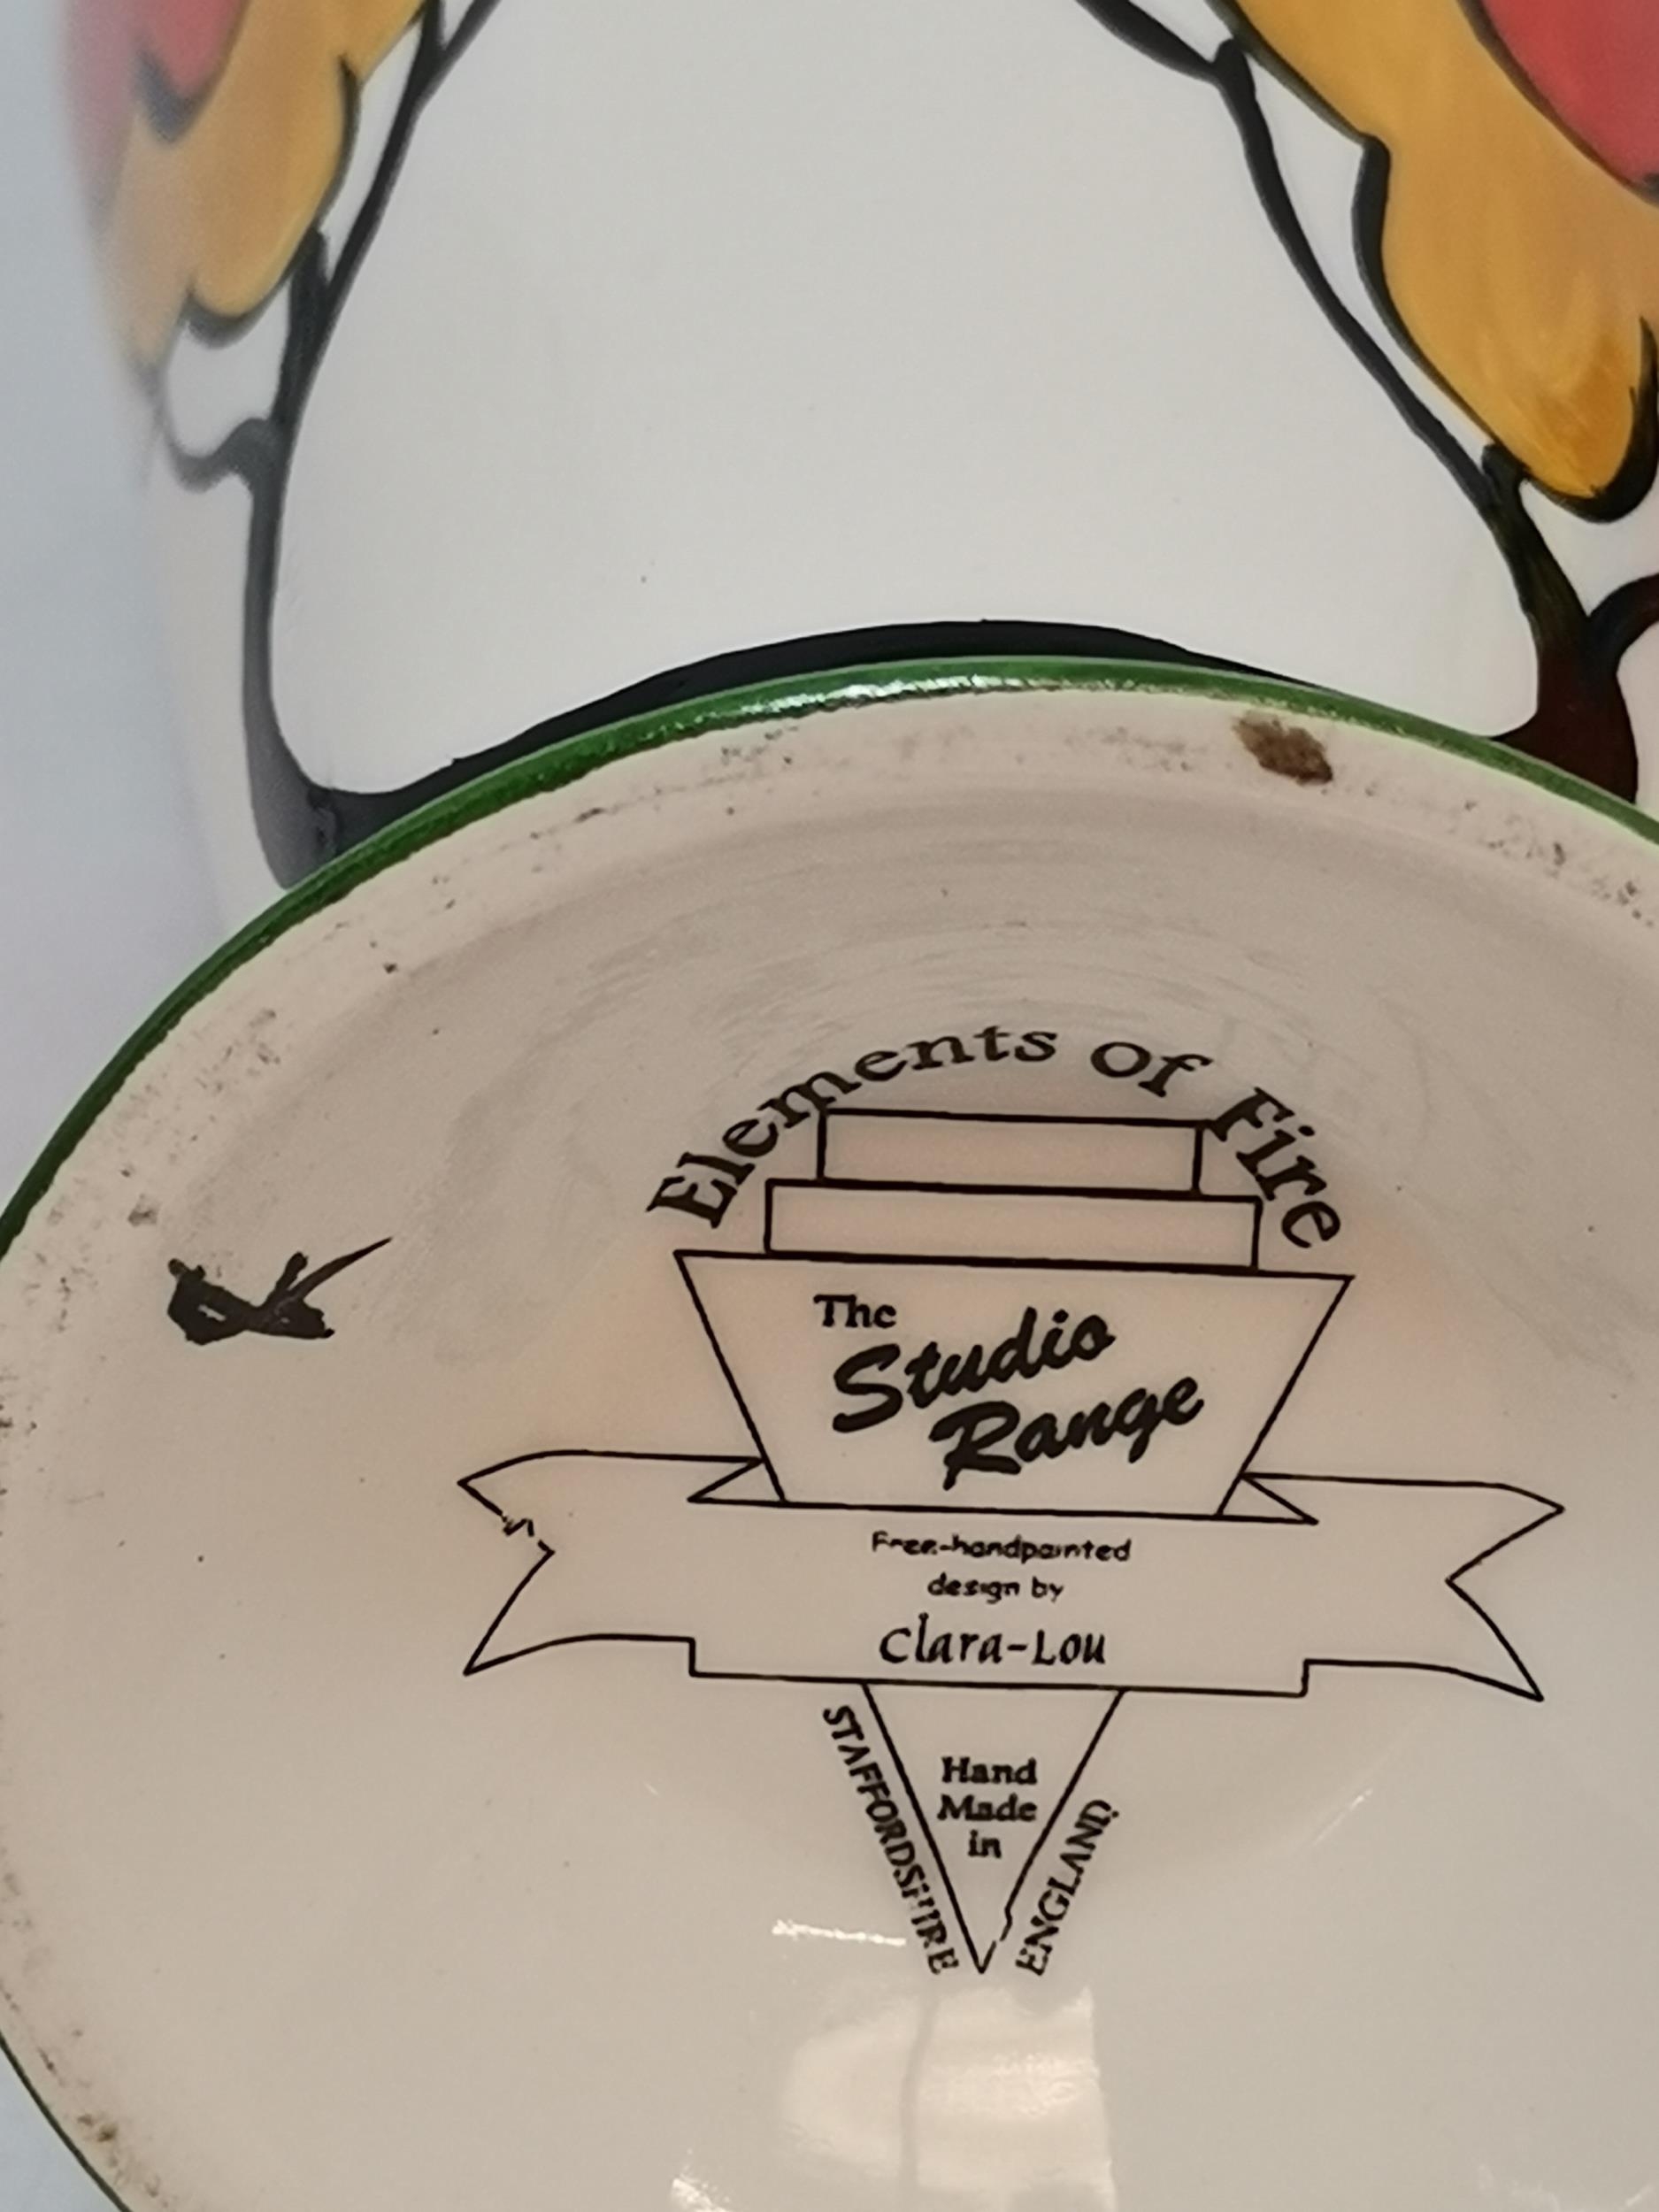 Elements of Fire
The
Studio
Range
Free-handpainted
design by
Clara-Lou
Hand
Made
in
STAFFORDSHIRE
ENGLAND